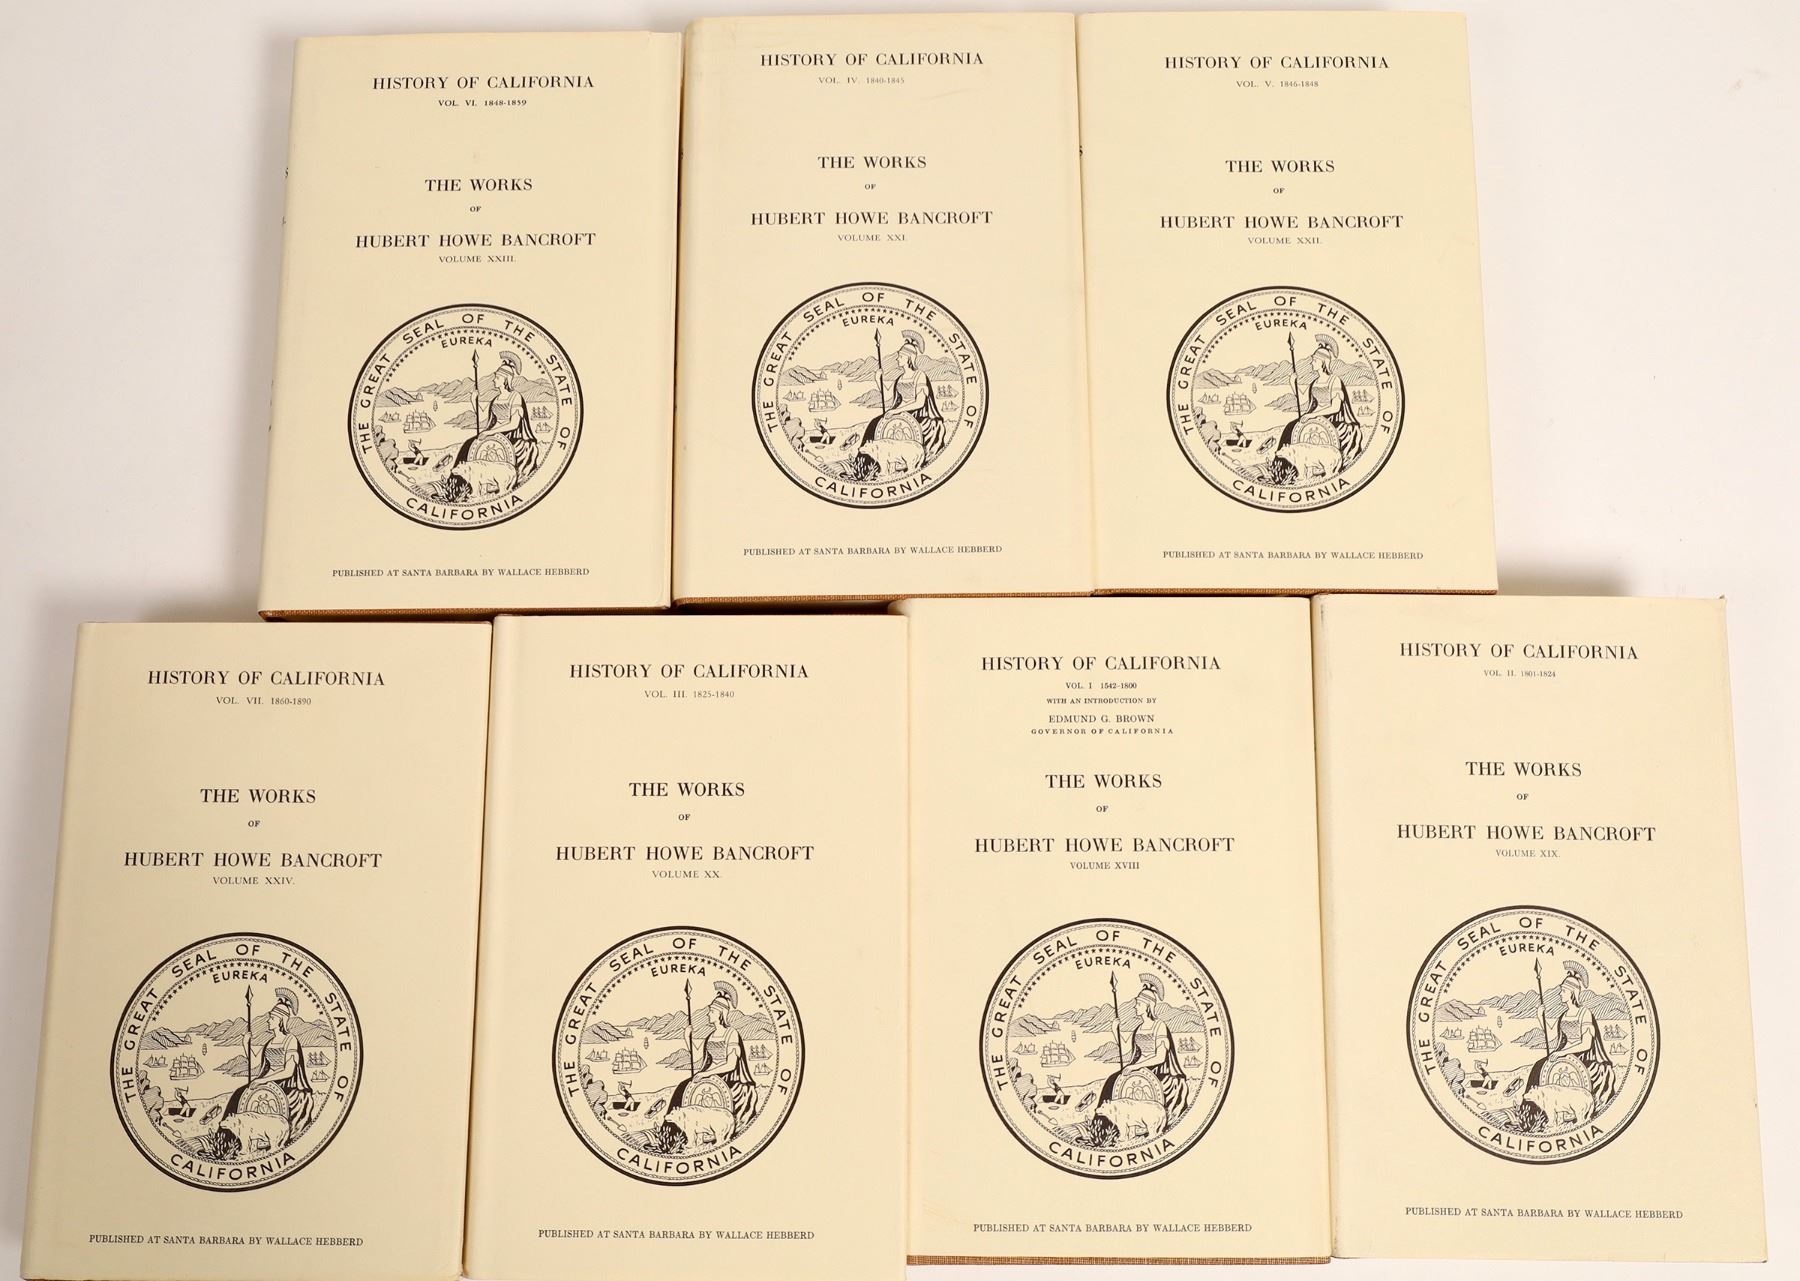 HISTORY OF CALIFORNIA
VOL. VI. 1848-1859
THE WORKS
OF
HUBERT HOWE BANCROFT
VOLUME XXIII.
THE GREAT SEAL OF THE STATE OF CALIFORNIA
EUREKA
PUBLISHED AT SANTA BARBARA BY WALLACE HEBBERD
HISTORY OF CALIFORNIA
VOL. IV. 1840-1845
THE WORKS
OF
HUBERT HOWE BANCROFT
VOLUME XXI.
THE GREAT SEAL OF THE STATE OF CALIFORNIA
EUREKA
PUBLISHED AT SANTA BARBARA BY WALLACE HEBBERD
HISTORY OF CALIFORNIA
VOL. V. 1846-1848
THE WORKS
OF
HUBERT HOWE BANCROFT
VOLUME XXII.
THE GREAT SEAL OF THE STATE OF CALIFORNIA
EUREKA
PUBLISHED AT SANTA BARBARA BY WALLACE HEBBERD
HISTORY OF CALIFORNIA
VOL. VII. 1860-1890
THE WORKS
OF
HUBERT HOWE BANCROFT
VOLUME XXIV.
THE GREAT SEAL OF THE STATE OF CALIFORNIA
EUREKA
PUBLISHED AT SANTA BARBARA BY WALLACE HEBBERD
HISTORY OF CALIFORNIA
VOL. III. 1825-1840
THE WORKS
OF
HUBERT HOWE BANCROFT
VOLUME XX.
THE GREAT SEAL OF THE STATE OF CALIFORNIA
EUREKA
PUBLISHED AT SANTA BARBARA BY WALLACE HEBBERD
HISTORY OF CALIFORNIA
VOL. I 1542-1800
WITH AN INTRODUCTION BY
EDMUND G. BROWN
GOVERNOR OF CALIFORNIA
THE WORKS
OF
HUBERT HOWE BANCROFT
VOLUME XVIII
THE GREAT SEAL OF THE STATE OF CALIFORNIA
EUREKA
PUBLISHED AT SANTA BARBARA BY WALLACE HEBBERD
HISTORY OF CALIFORNIA
VOL. II. 1801-1824
THE WORKS
OF
HUBERT HOWE BANCROFT
VOLUME XIX.
THE GREAT SEAL OF THE STATE OF CALIFORNIA
EUREKA
PUBLISHED AT SANTA BARBARA BY WALLACE HEBBERD